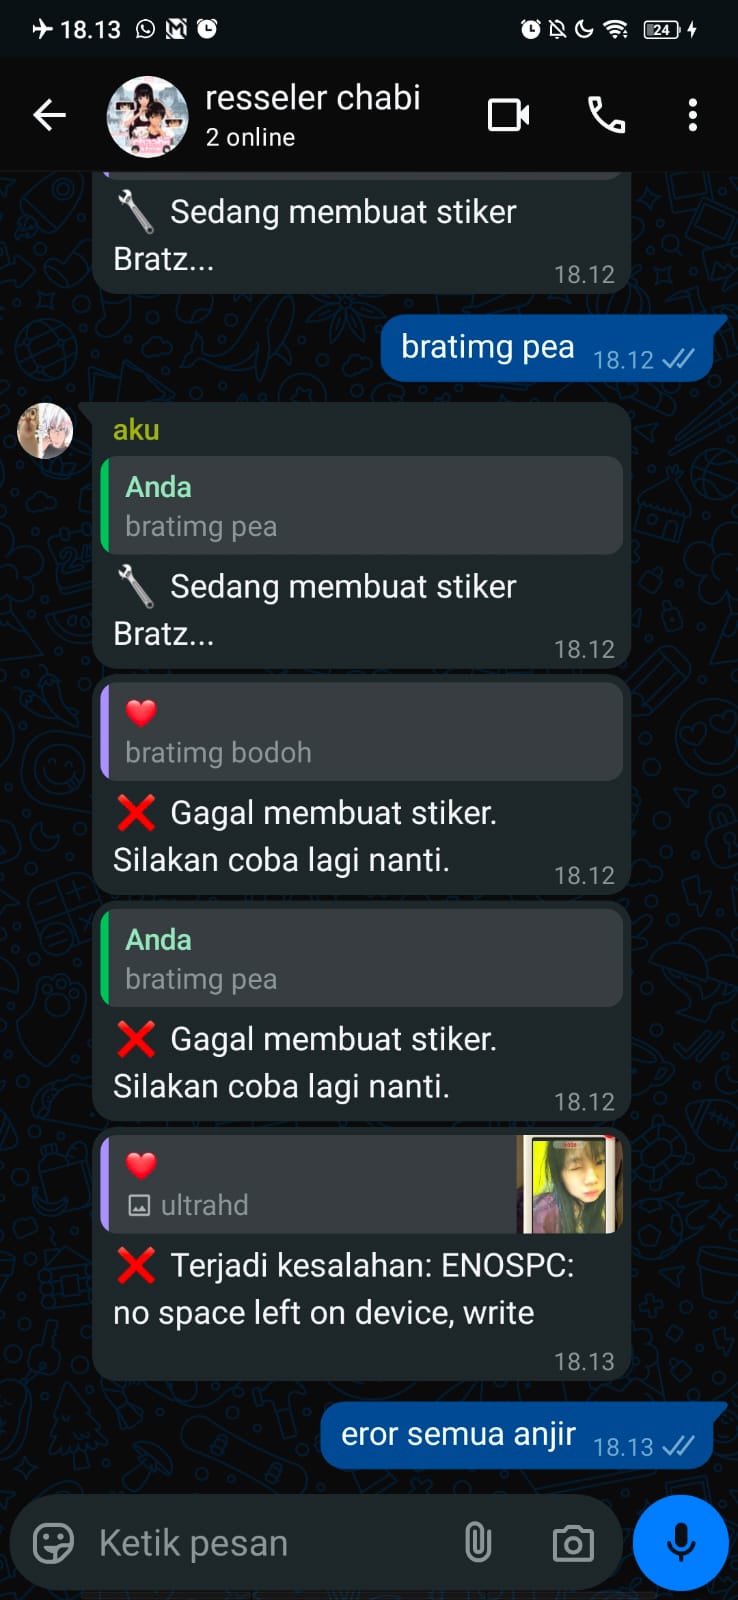 18.13
24
resseler chabi
2 online
Sedang membuat stiker
Bratz...
18.12
bratimg pea
18.12
aku
Anda
bratimg pea
Sedang membuat stiker
Bratz...
18.12
bratimg bodoh
Gagal membuat stiker.
Silakan coba lagi nanti.
18.12
Anda
bratimg pea
Gagal membuat stiker.
Silakan coba lagi nanti.
18.12
ultrahd
Terjadi kesalahan: ENOSPC:
no space left on device, write
18.13
eror semua anjir
18.13
Ketik pesan